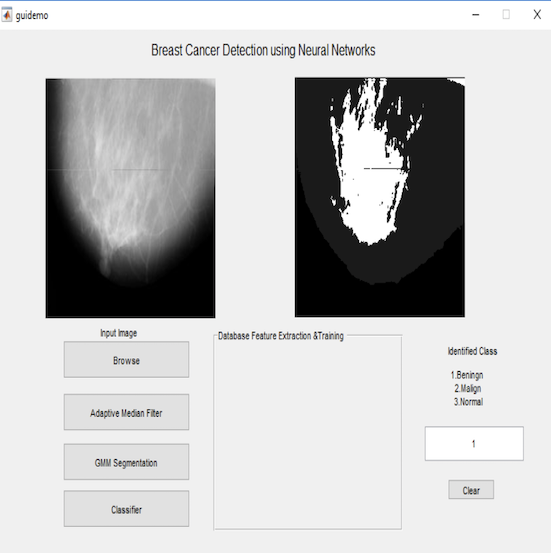 guidemo
Breast Cancer Detection using Neural Networks
Input Image
Browse
Adaptive Median Filter
GMM Segmentation
Classifier
Database Feature Extraction &Training
Identified Class
1.Beningn
2.Malign
3.Normal
1
Clear